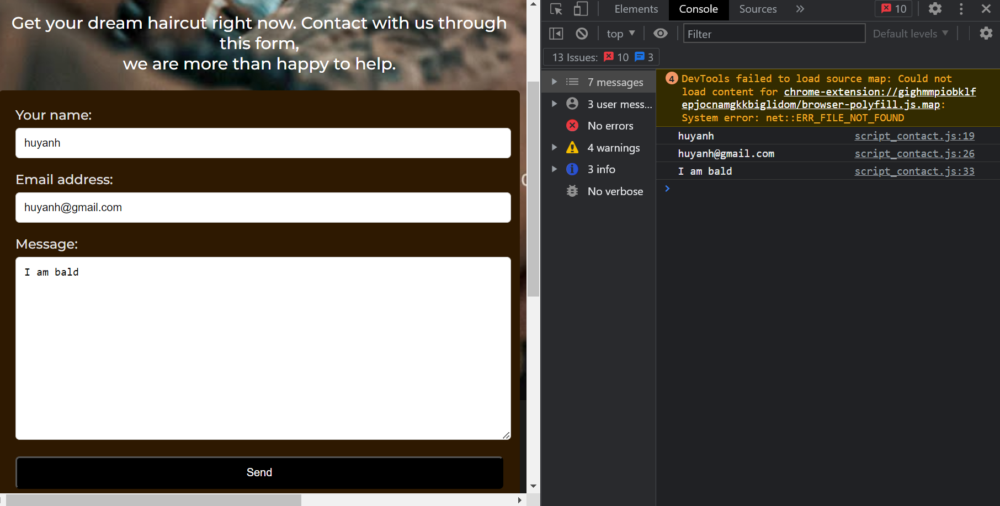 Get your dream haircut right now. Contact with us through
this form,
we are more than happy to help.
Your name:
huyanh
Email address:
huyanh@gmail.com
Message:
I am bald
Send
Elements
Console
Sources
10
top
Filter
Default levels
13 Issues:
10
3
7 messages
3 user mess...
No errors
4 warnings
3 info
No verbose
4
DevTools failed to load source map: Could not
load content for chrome-extension://gighmmpiobklf
epjocnamgkkbiglidom/browser-polyfill.js.map:
System error: net::ERR_FILE_NOT_FOUND
huyanh script_contact.js:19
huyanh@gmail.com script_contact.js:26
I am bald script_contact.js:33